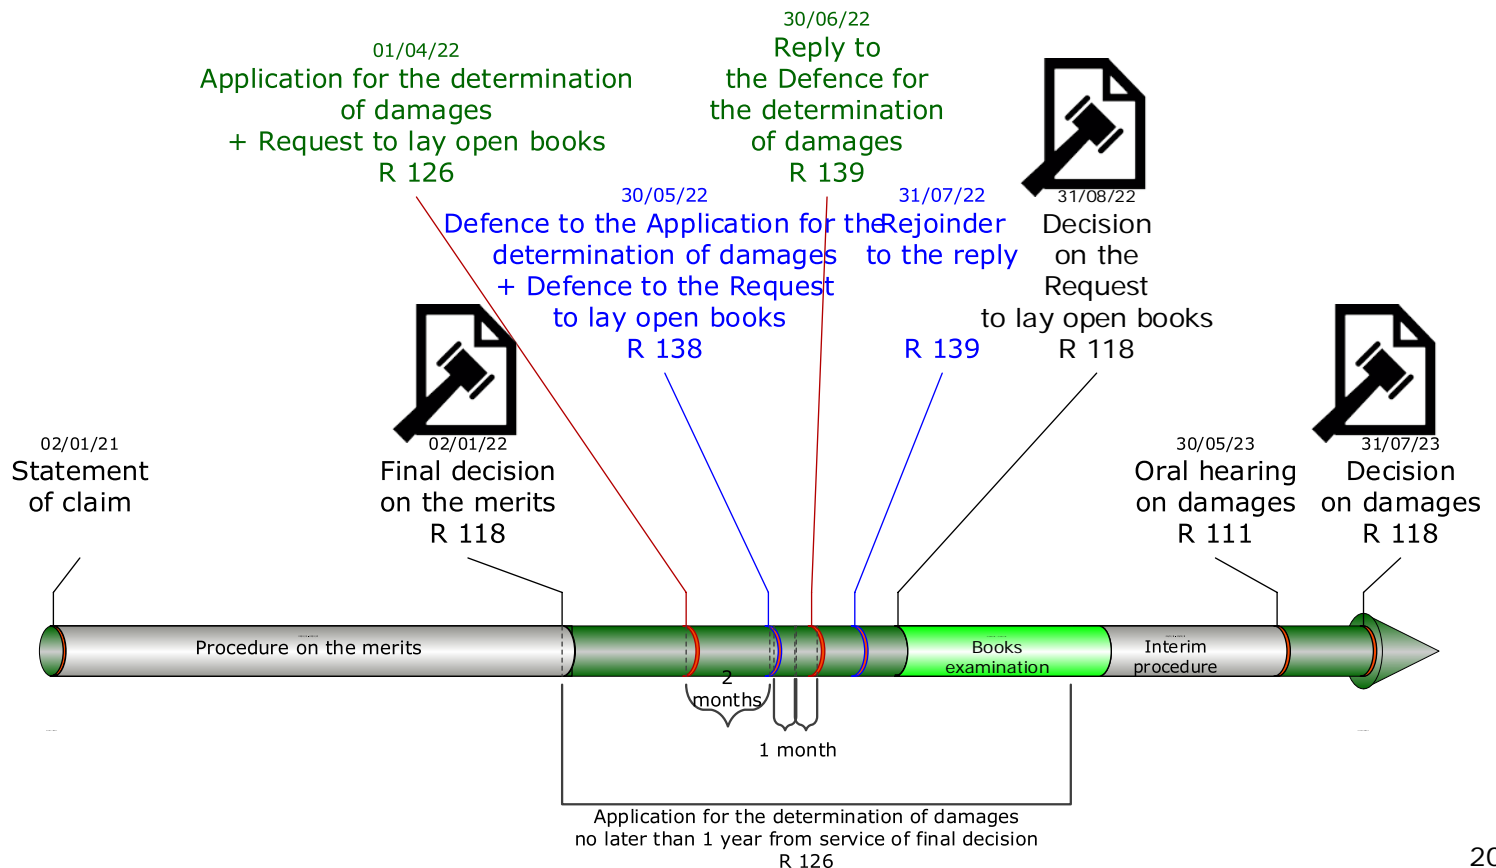 30/06/22
Reply to
the Defence for
the determination
of damages
R 139
01/04/22
Application for the determination
of damages
+ Request to lay open books
R 126
30/05/22
Defence to the Application for the
determination of damages
+ Defence to the Request
to lay open books
R 138
31/07/22
Rejoinder
to the reply
R 139
31/08/22
Decision
on the
Request
to lay open books
R 118
02/01/21
Statement
of claim
02/01/22
Final decision
on the merits
R 118
30/05/23
Oral hearing
on damages
R 111
31/07/23
Decision
on damages
R 118
Procedure on the merits
Books
examination
Interim
procedure
2
months
1 month
Application for the determination of damages
no later than 1 year from service of final decision
R 126